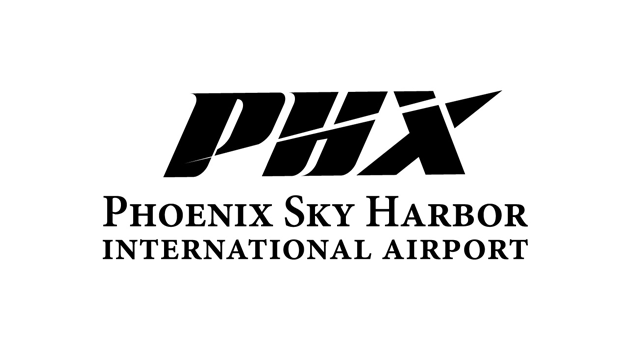 PHX
PHOENIX SKY HARBOR
INTERNATIONAL AIRPORT